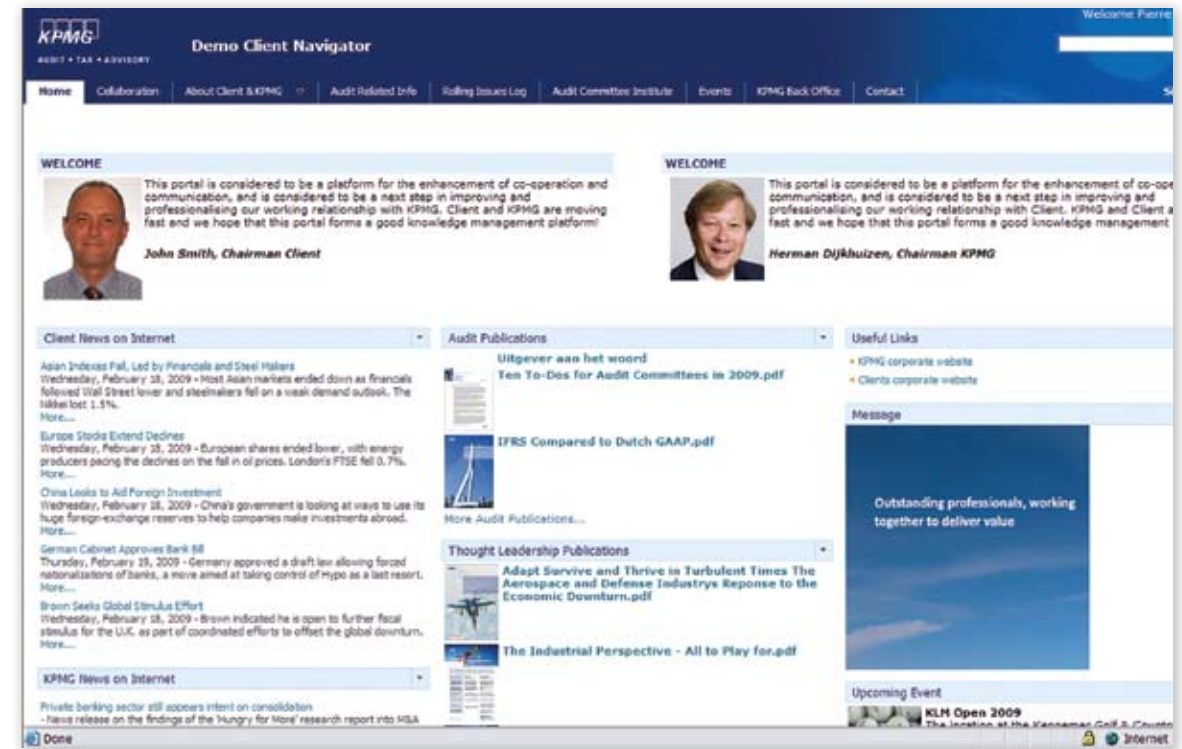 Welcome Pierre
KPMG
AUDIT • TAX • ADVISORY
Demo Client Navigator
Home
Collaboration
About Client & KPMG
Audit Related Info
Rolling Issues Log
Audit Committee Institute
Events
KPMG Back Office
Contact
WELCOME
This portal is considered to be a platform for the enhancement of co-operation and
communication, and is considered to be a next step in improving and
professionalising our working relationship with KPMG. Client and KPMG are moving
fast and we hope that this portal forms a good knowledge management platform!
John Smith, Chairman Client
WELCOME
This portal is considered to be a platform for the enhancement of co-ope
communication, and is considered to be a next step in improving and
professionalising our working relationship with Client. KPMG and Client a
fast and we hope that this portal forms a good knowledge management
Herman Dijkhuizen, Chairman KPMG
Client News on Internet
Asian Indexes Fall, Led by Financials and Steel Makers
Wednesday, February 18, 2009 - Most Asian markets ended down as financials
followed Wall Street lower and steelmakers fell on a weak demand outlook. The
Nikkei lost 1.5%.
More....
Europe Stocks Extend Declines
Wednesday, February 18, 2009 - European shares ended lower, with energy
producers pacing the declines on the fall in oil prices. London's FTSE fell 0.7%.
More....
China Looks to Aid Foreign Investment
Wednesday, February 18, 2009 - China's government is looking at ways to use its
huge foreign-exchange reserves to help companies make investments abroad.
More....
German Cabinet Approves Bank Bill
Thursday, February 19, 2009 - Germany approved a draft law allowing forced
nationalizations of banks, a move aimed at taking control of Hypo as a last resort.
More....
Brown Seeks Global Stimulus Effort
Wednesday, February 18, 2009 - Brown indicated he is open to further fiscal
stimulus for the U.K. as part of coordinated efforts to offset the global downturn.
More....
KPMG News on Internet
Private banking sector still appears intent on consolidation
- News release on the findings of the 'Hungry for More' research report into M&A
Audit Publications
Uitgever aan het woord
Ten To-Dos for Audit Committees in 2009.pdf
IFRS Compared to Dutch GAAP.pdf
More Audit Publications...
Thought Leadership Publications
Adapt Survive and Thrive in Turbulent Times The
Aerospace and Defense Industrys Reponse to the
Economic Downturn.pdf
The Industrial Perspective - All to Play for.pdf
Useful Links
• KPMG corporate website
• Clients corporate website
Message
Outstanding professionals, working
together to deliver value
Upcoming Event
KLM Open 2009
The location at the Kennemer Golf & Countr
Done
Internet